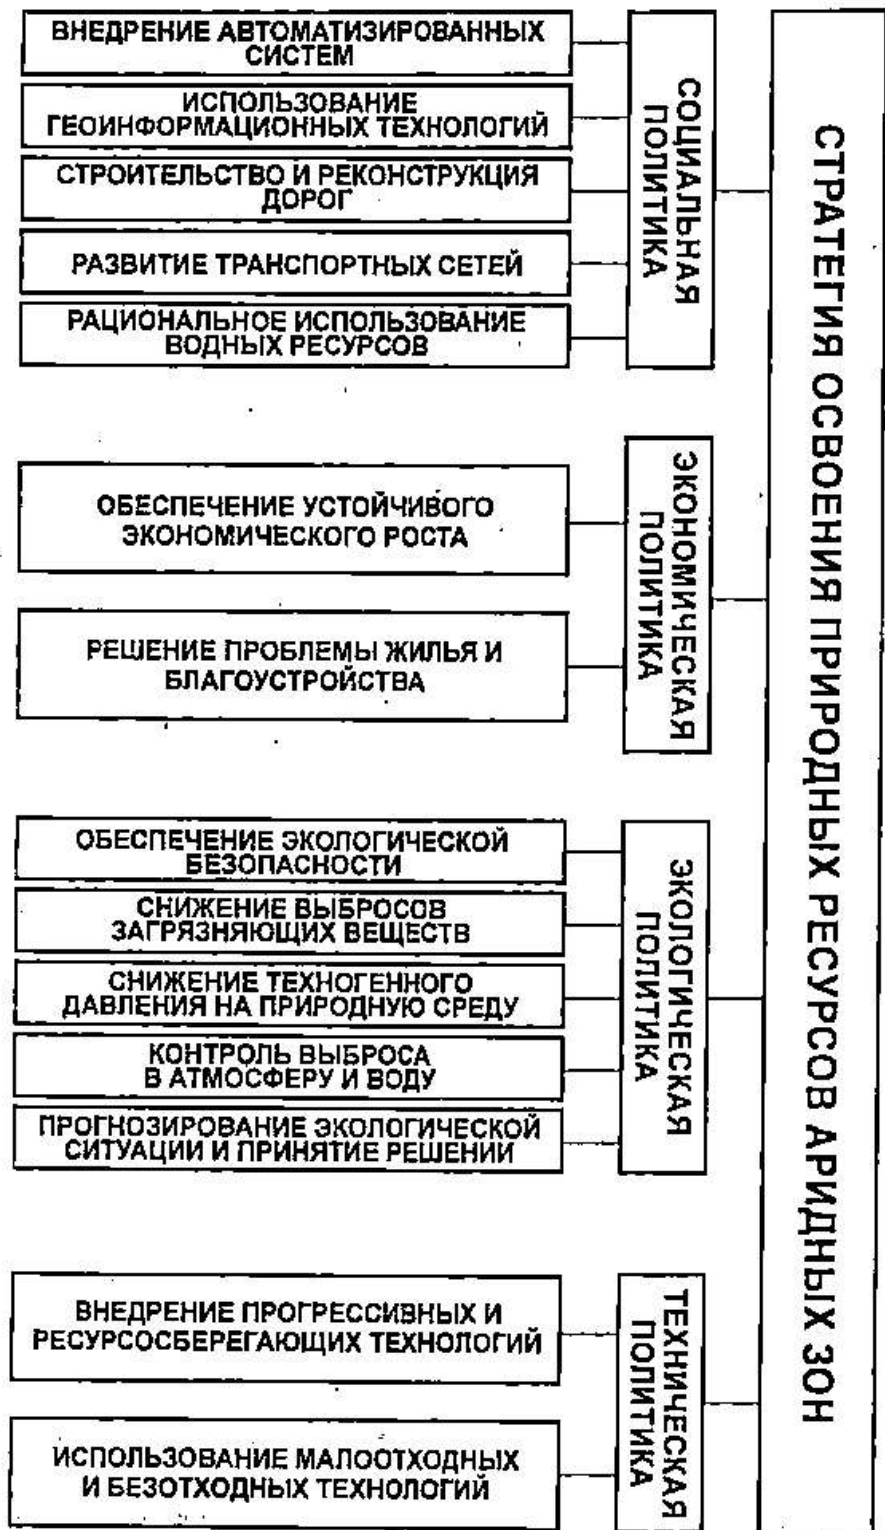 СТРАТЕГИЯ ОСВОЕНИЯ ПРИРОДНЫХ РЕСУРСОВ АРИДНЫХ ЗОН
СОЦИАЛЬНАЯ
ПОЛИТИКА
ВНЕДРЕНИЕ АВТОМАТИЗИРОВАННЫХ
СИСТЕМ
ИСПОЛЬЗОВАНИЕ
ГЕОИНФОРМАЦИОННЫХ ТЕХНОЛОГИЙ
СТРОИТЕЛЬСТВО И РЕКОНСТРУКЦИЯ
ДОРОГ
РАЗВИТИЕ ТРАНСПОРТНЫХ СЕТЕЙ
РАЦИОНАЛЬНОЕ ИСПОЛЬЗОВАНИЕ
ВОДНЫХ РЕСУРСОВ
ЭКОНОМИЧЕСКАЯ
ПОЛИТИКА
ОБЕСПЕЧЕНИЕ УСТОЙЧИВОГО
ЭКОНОМИЧЕСКОГО РОСТА
РЕШЕНИЕ ПРОБЛЕМЫ ЖИЛЬЯ И
БЛАГОУСТРОЙСТВА
ЭКОЛОГИЧЕСКАЯ
ПОЛИТИКА
ОБЕСПЕЧЕНИЕ ЭКОЛОГИЧЕСКОЙ
БЕЗОПАСНОСТИ
СНИЖЕНИЕ ВЫБРОСОВ
ЗАГРЯЗНЯЮЩИХ ВЕЩЕСТВ
СНИЖЕНИЕ ТЕХНОГЕННОГО
ДАВЛЕНИЯ НА ПРИРОДНУЮ СРЕДУ
КОНТРОЛЬ ВЫБРОСА
В АТМОСФЕРУ И ВОДУ
ПРОГНОЗИРОВАНИЕ ЭКОЛОГИЧЕСКОЙ
СИТУАЦИИ И ПРИНЯТИЕ РЕШЕНИИ
ТЕХНИЧЕСКАЯ
ПОЛИТИКА
ВНЕДРЕНИЕ ПРОГРЕССИВНЫХ И
РЕСУРСОСБЕРЕГАЮЩИХ ТЕХНОЛОГИЙ
ИСПОЛЬЗОВАНИЕ МАЛООТХОДНЫХ
И БЕЗОТХОДНЫХ ТЕХНОЛОГИЙ